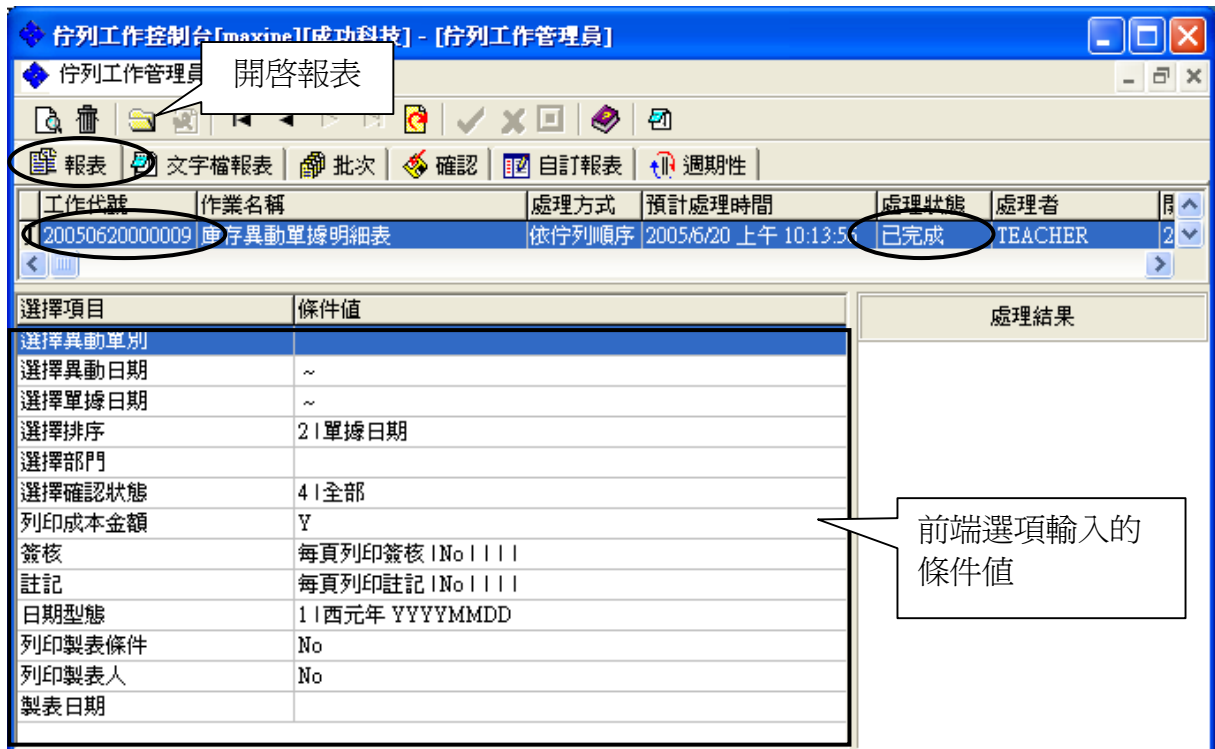 佇列工作控制台[maxine][成功科技] - [佇列工作管理員]
佇列工作管理員
開啓報表
報表 文字檔報表 批次 確認 自訂報表 週期性
工作代號 作業名稱 處理方式 預計處理時間 處理狀態 處理者
20050620000009 庫存異動單據明細表 依佇列順序 2005/6/20 上午 10:13:56 已完成 TEACHER 2
選擇項目 條件值 處理結果
選擇異動單別
選擇異動日期 ~
選擇單據日期 ~
選擇排序 2 | 單據日期
選擇部門
選擇確認狀態 4 | 全部
列印成本金額 Y
簽核 每頁列印簽核 | No | | | |
註記 每頁列印註記 | No | | | |
日期型態 1 | 西元年 YYYYMMDD
列印製表條件 No
列印製表人 No
製表日期
前端選項輸入的
條件值